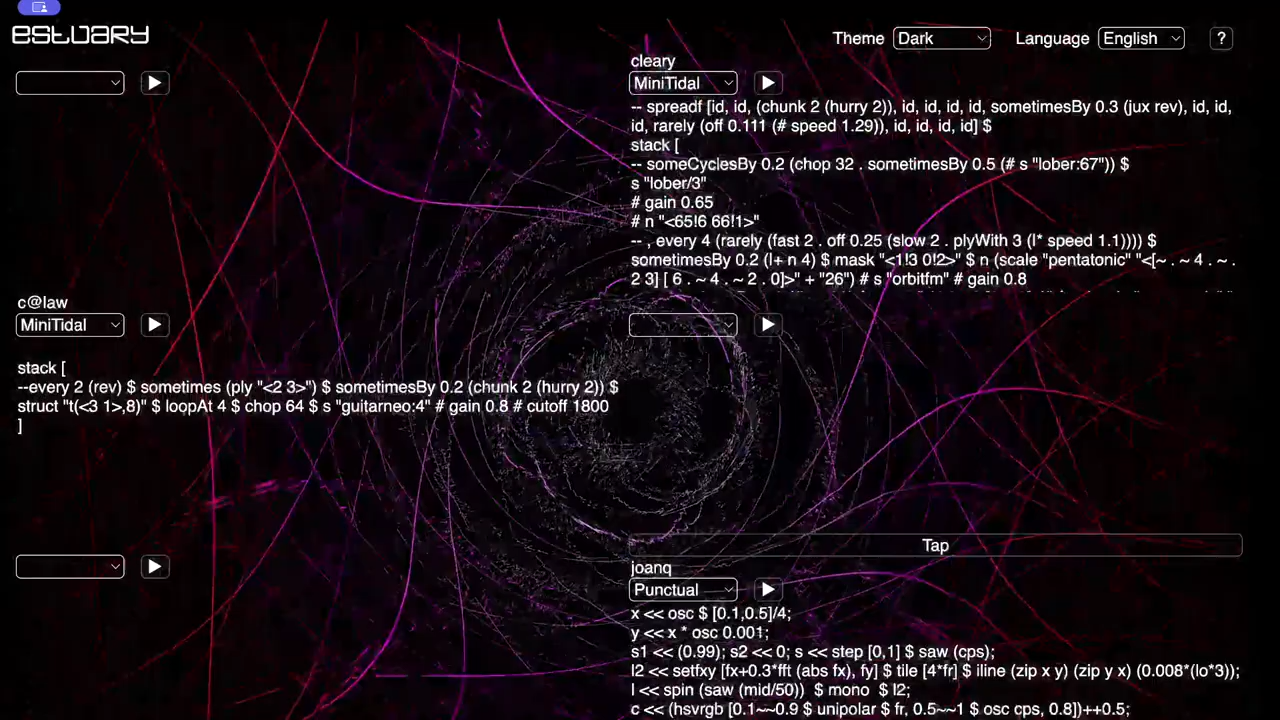 estuary
Theme Dark Language English ?
cleary
MiniTidal
-- spreadf [id, id, (chunk 2 (hurry 2)), id, id, id, id, sometimesBy 0.3 (jux rev), id, id,
id, rarely (off 0.111 (# speed 1.29)), id, id, id, id] $
stack [
-- someCyclesBy 0.2 (chop 32 . sometimesBy 0.5 (# s "lober:67")) $
s "lober/3"
# gain 0.65
# n "<65!6 66!1>"
-- , every 4 (rarely (fast 2 . off 0.25 (slow 2 . plyWith 3 (|* speed 1.1)))) $
sometimesBy 0.2 (|+ n 4) $ mask "<1!3 0!2>" $ n (scale "pentatonic" "<[~ . ~ 4 . ~ .
2 3] [ 6 . ~ 4 . ~ 2 . 0]>" + "26") # s "orbitfm" # gain 0.8
c@law
MiniTidal
stack [
--every 2 (rev) $ sometimes (ply "<2 3>") $ sometimesBy 0.2 (chunk 2 (hurry 2)) $
struct "t(<3 1>,8)" $ loopAt 4 $ chop 64 $ s "guitarneo:4" # gain 0.8 # cutoff 1800
]
Tap
joanq
Punctual
x << osc $ [0.1,0.5]/4;
y << x * osc 0.001;
s1 << (0.99); s2 << 0; s << step [0,1] $ saw (cps);
l2 << setfxy [fx+0.3*fft (abs fx), fy] $ tile [4*fr] $ iline (zip x y) (zip y x) (0.008*(lo*3));
l << spin (saw (mid/50)) $ mono $ l2;
c << (hsvrgb [0.1~~0.9 $ unipolar $ fr, 0.5~~1 $ osc cps, 0.8])++0.5;